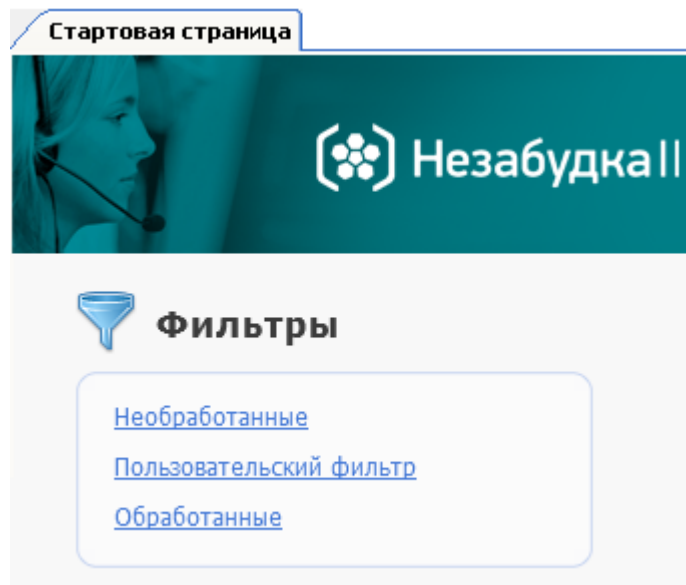 Стартовая страница
Незабудка II
Фильтры
Необработанные
Пользовательский фильтр
Обработанные